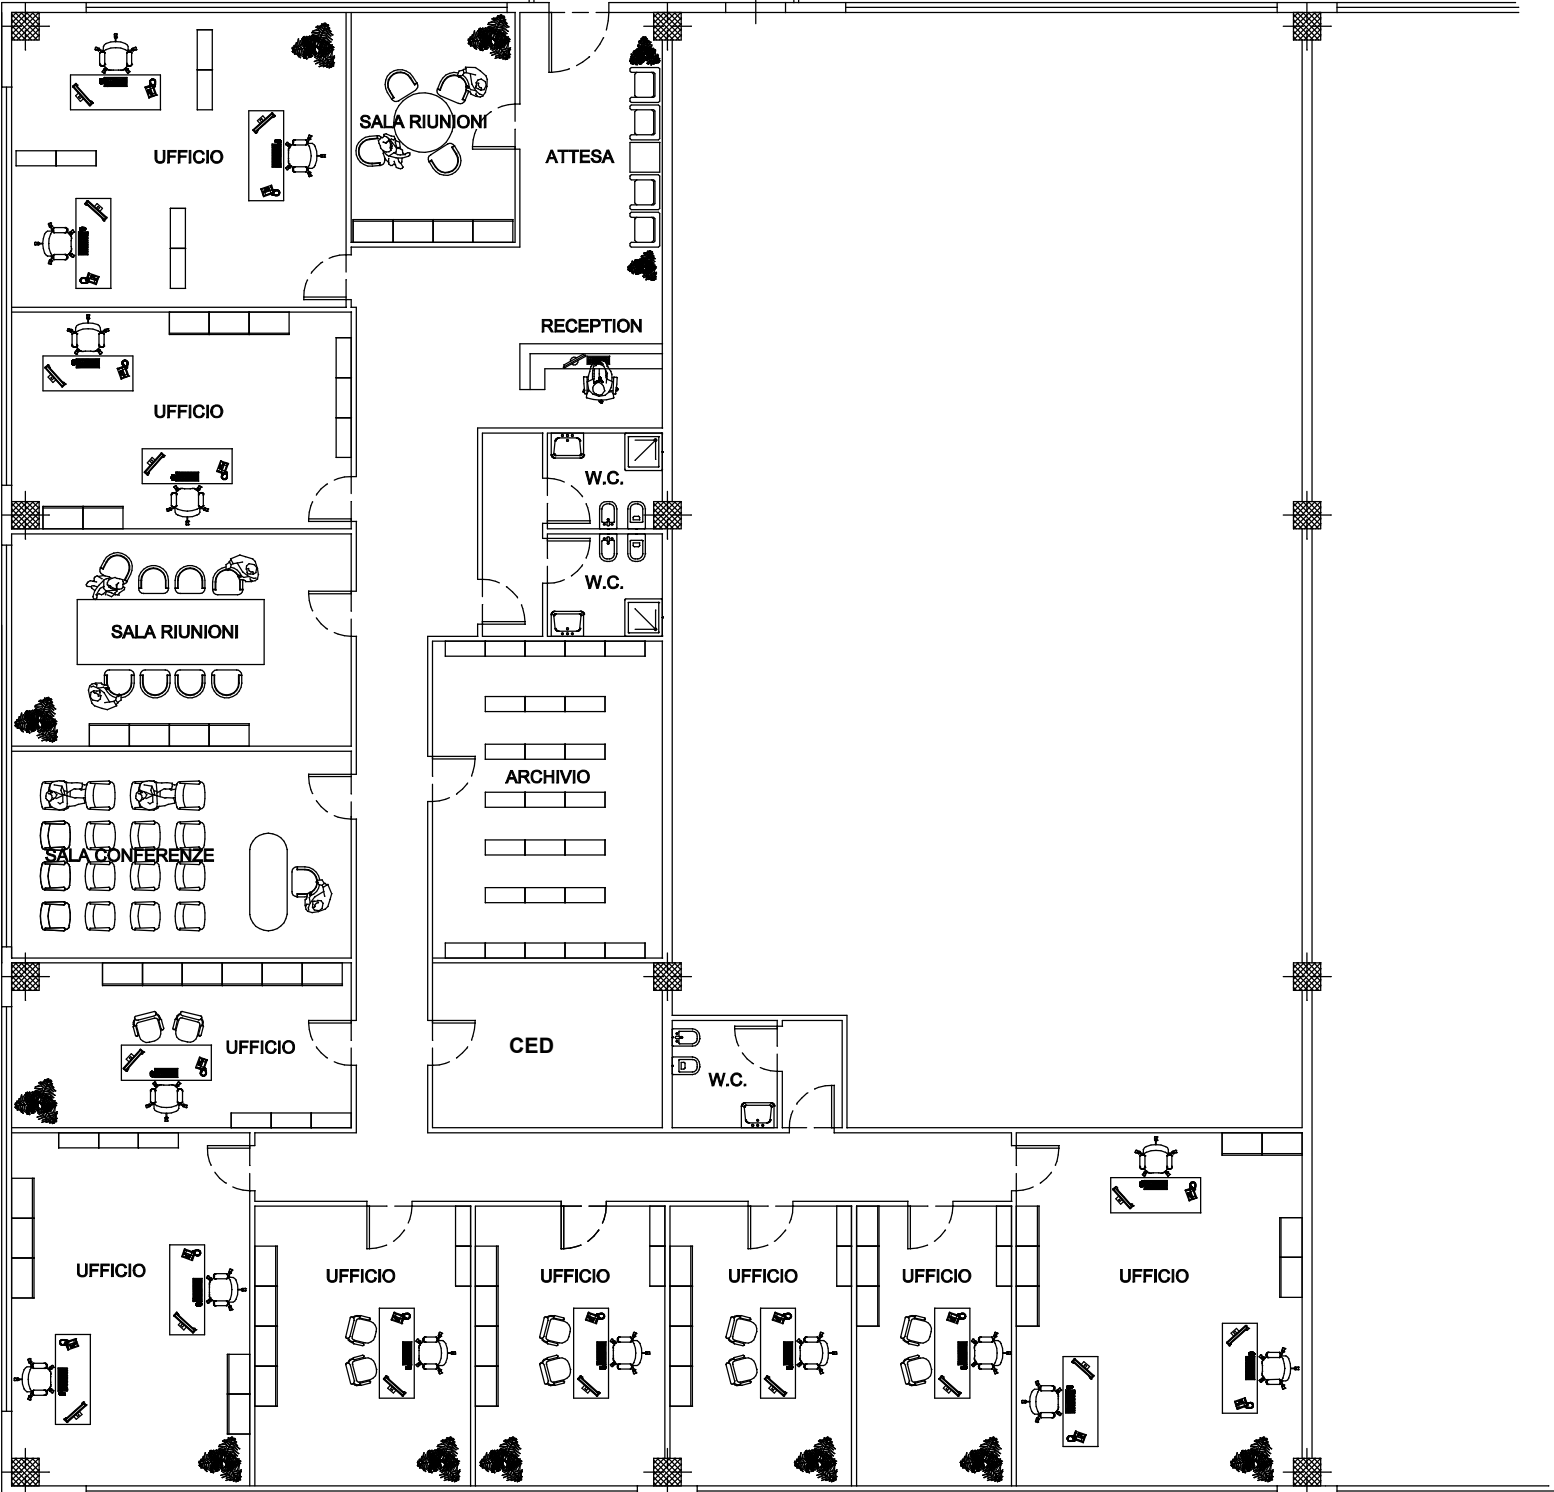 SALA RIUNIONI
UFFICIO
ATTESA
RECEPTION
UFFICIO
W.C.
W.C.
SALA RIUNIONI
ARCHIVIO
SALA CONFERENZE
UFFICIO
CED
W.C.
UFFICIO
UFFICIO
UFFICIO
UFFICIO
UFFICIO
UFFICIO